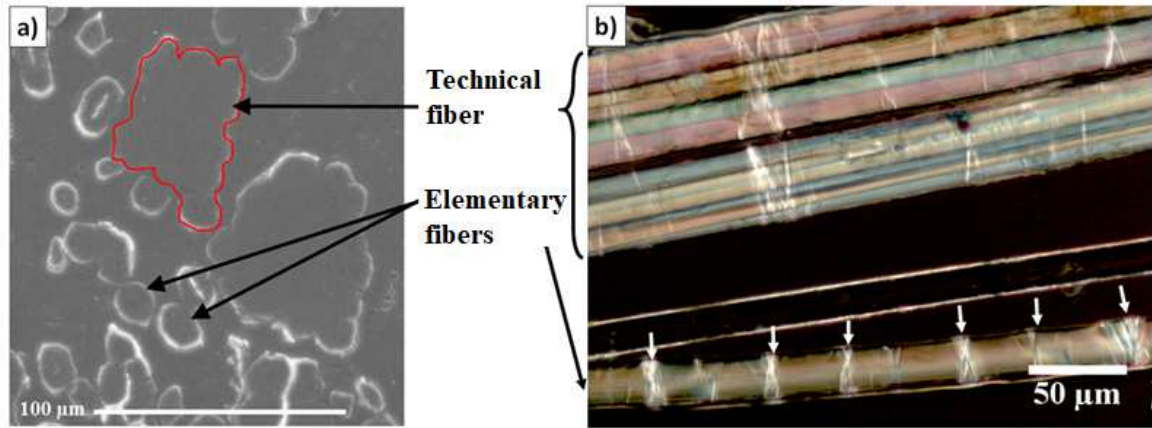 a)
Technical
fiber
Elementary
fibers
100 µm
b)
50 µm